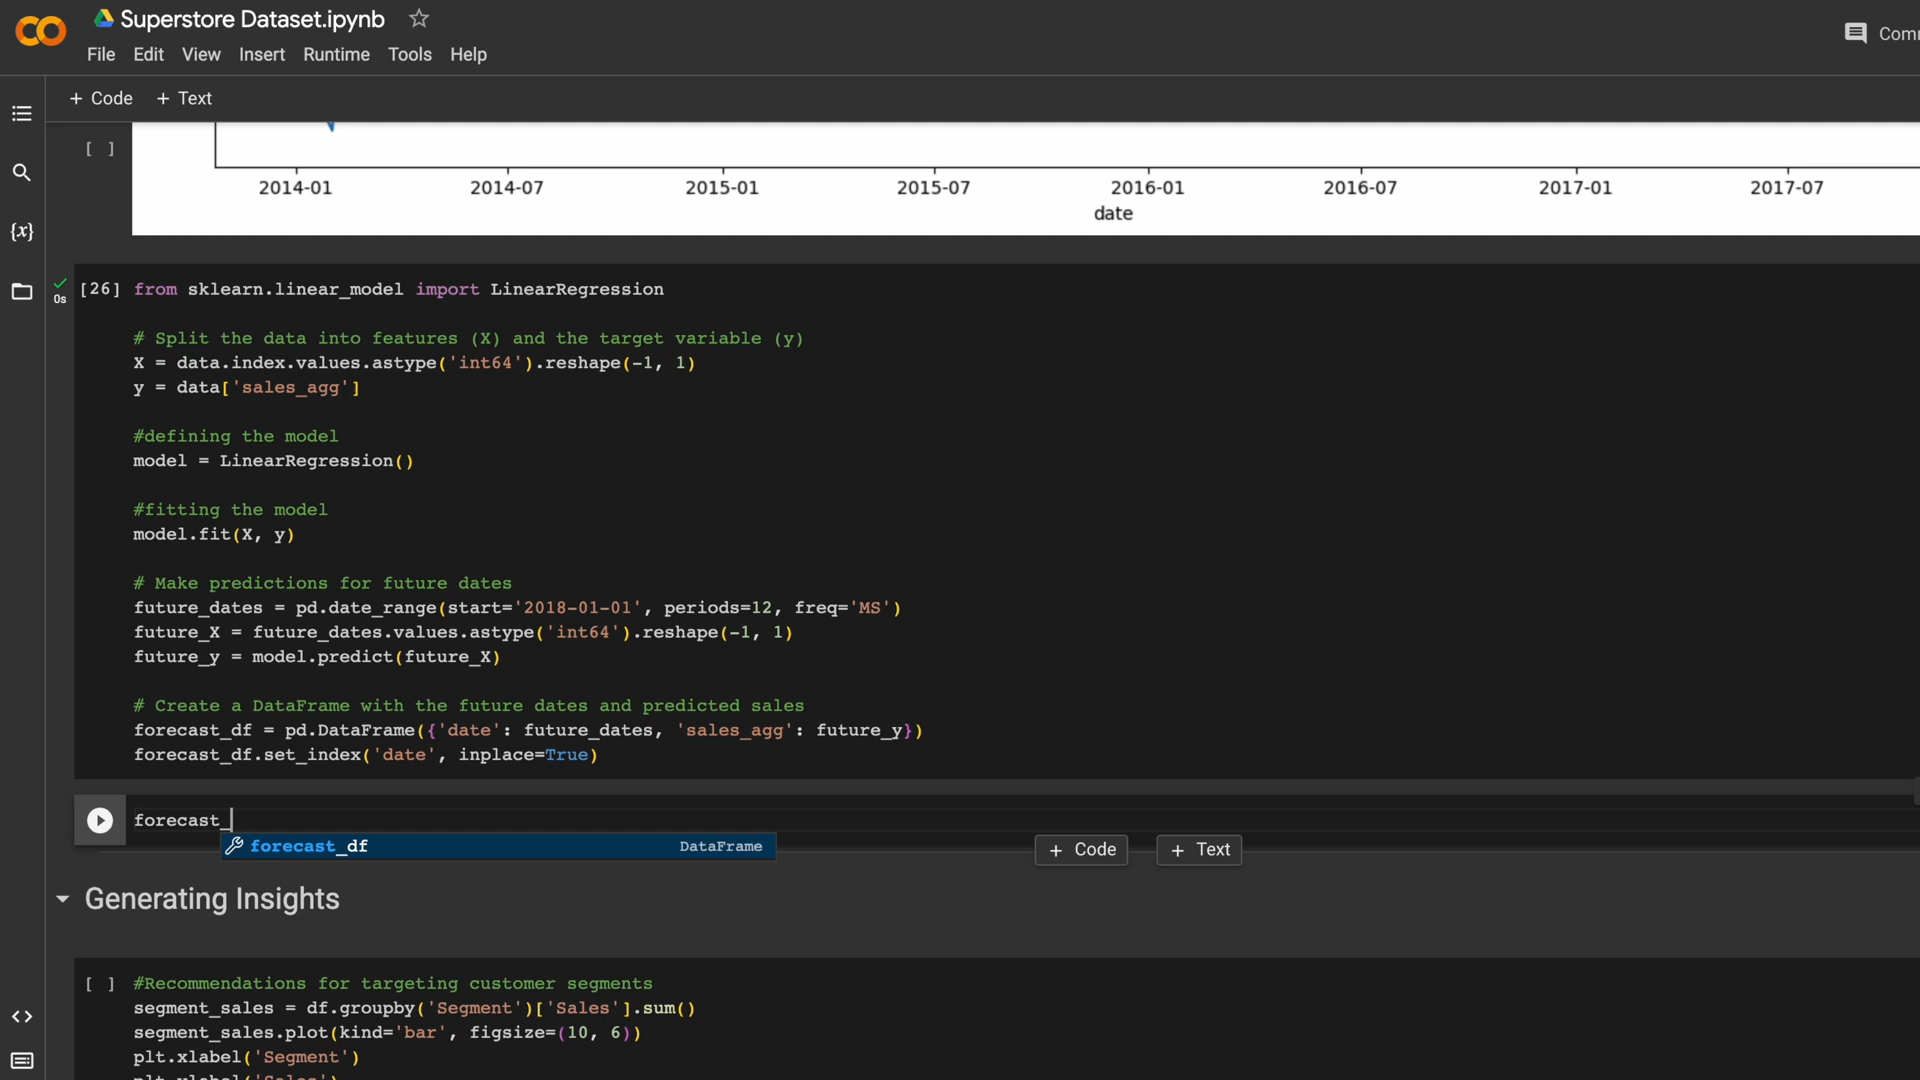 Superstore Dataset.ipynb
File Edit View Insert Runtime Tools Help
+ Code + Text
[ ]
2014-01 2014-07 2015-01 2015-07 2016-01 2016-07 2017-01 2017-07
date
{x}
0s
[26] from sklearn.linear_model import LinearRegression
# Split the data into features (X) and the target variable (y)
X = data.index.values.astype('int64').reshape(-1, 1)
y = data['sales_agg']
#defining the model
model = LinearRegression()
#fitting the model
model.fit(X, y)
# Make predictions for future dates
future_dates = pd.date_range(start='2018-01-01', periods=12, freq='MS')
future_X = future_dates.values.astype('int64').reshape(-1, 1)
future_y = model.predict(future_X)
# Create a DataFrame with the future dates and predicted sales
forecast_df = pd.DataFrame({'date': future_dates, 'sales_agg': future_y})
forecast_df.set_index('date', inplace=True)
forecast_
forecast_df DataFrame
+ Code + Text
Generating Insights
[ ] #Recommendations for targeting customer segments
segment_sales = df.groupby('Segment')['Sales'].sum()
segment_sales.plot(kind='bar', figsize=(10, 6))
plt.xlabel('Segment')